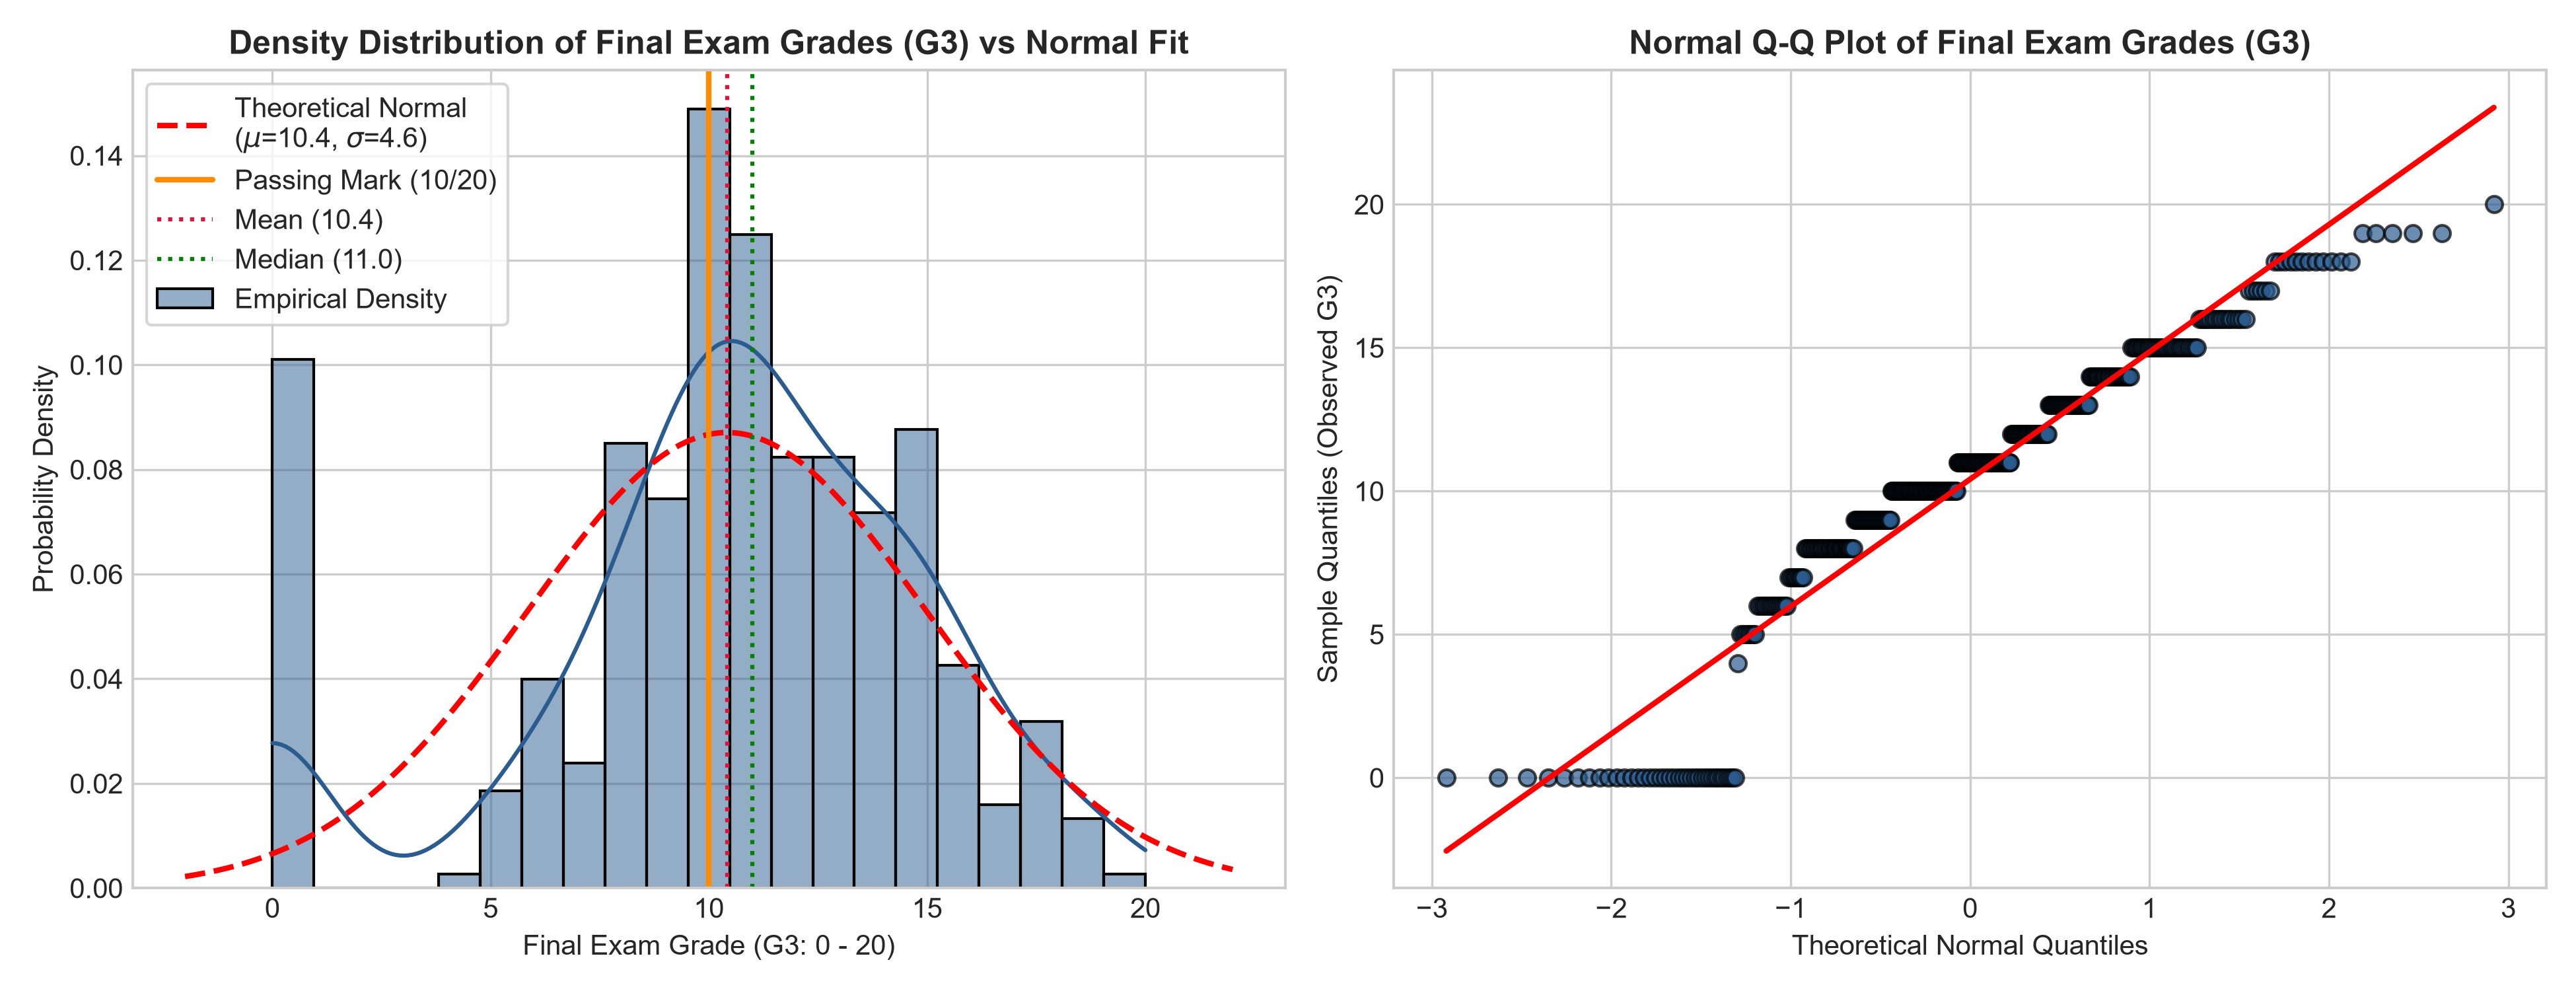 Density Distribution of Final Exam Grades (G3) vs Normal Fit
Theoretical Normal
(μ=10.4, σ=4.6)
Passing Mark (10/20)
Mean (10.4)
Median (11.0)
Empirical Density
Probability Density
0.14
0.12
0.10
0.08
0.06
0.04
0.02
0.00
0
5
10
15
20
Final Exam Grade (G3: 0 - 20)
Normal Q-Q Plot of Final Exam Grades (G3)
Sample Quantiles (Observed G3)
20
15
10
5
0
−3
−2
−1
0
1
2
3
Theoretical Normal Quantiles